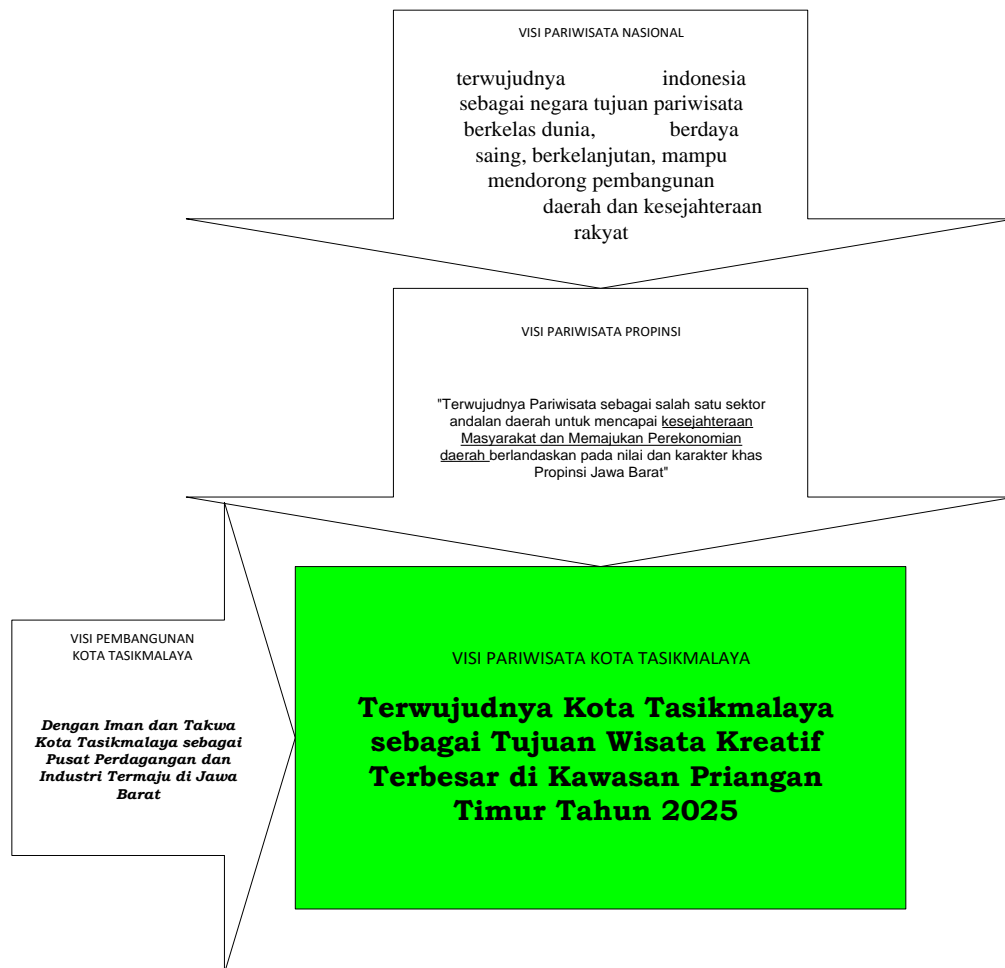 VISI PARIWISATA NASIONAL
terwujudnya indonesia
sebagai negara tujuan pariwisata
berkelas dunia, berdaya
saing, berkelanjutan, mampu
mendorong pembangunan
daerah dan kesejahteraan
rakyat
VISI PARIWISATA PROPINSI
"Terwujudnya Pariwisata sebagai salah satu sektor
andalan daerah untuk mencapai kesejahteraan
Masyarakat dan Memajukan Perekonomian
daerah berlandaskan pada nilai dan karakter khas
Propinsi Jawa Barat"
VISI PEMBANGUNAN
KOTA TASIKMALAYA
Dengan Iman dan Takwa
Kota Tasikmalaya sebagai
Pusat Perdagangan dan
Industri Termaju di Jawa
Barat
VISI PARIWISATA KOTA TASIKMALAYA
Terwujudnya Kota Tasikmalaya
sebagai Tujuan Wisata Kreatif
Terbesar di Kawasan Priangan
Timur Tahun 2025